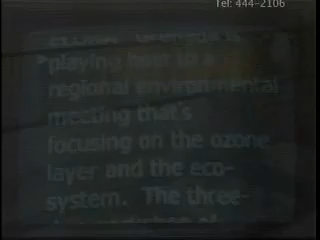 Tel: 444-2106
playing host to a
regional environmental
meeting that's
focusing on the ozone
layer and the eco-
system. The three-